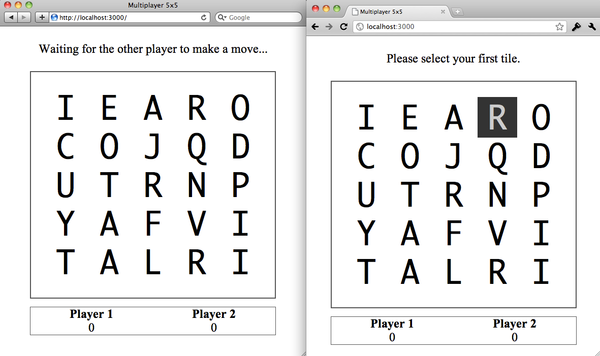 Multiplayer 5x5
http://localhost:3000/
Google
Waiting for the other player to make a move...
I E A R O
C O J Q D
U T R N P
Y A F V I
T A L R I
Player 1 Player 2
0 0
Multiplayer 5x5
localhost:3000
Please select your first tile.
I E A R O
C O J Q D
U T R N P
Y A F V I
T A L R I
Player 1 Player 2
0 0